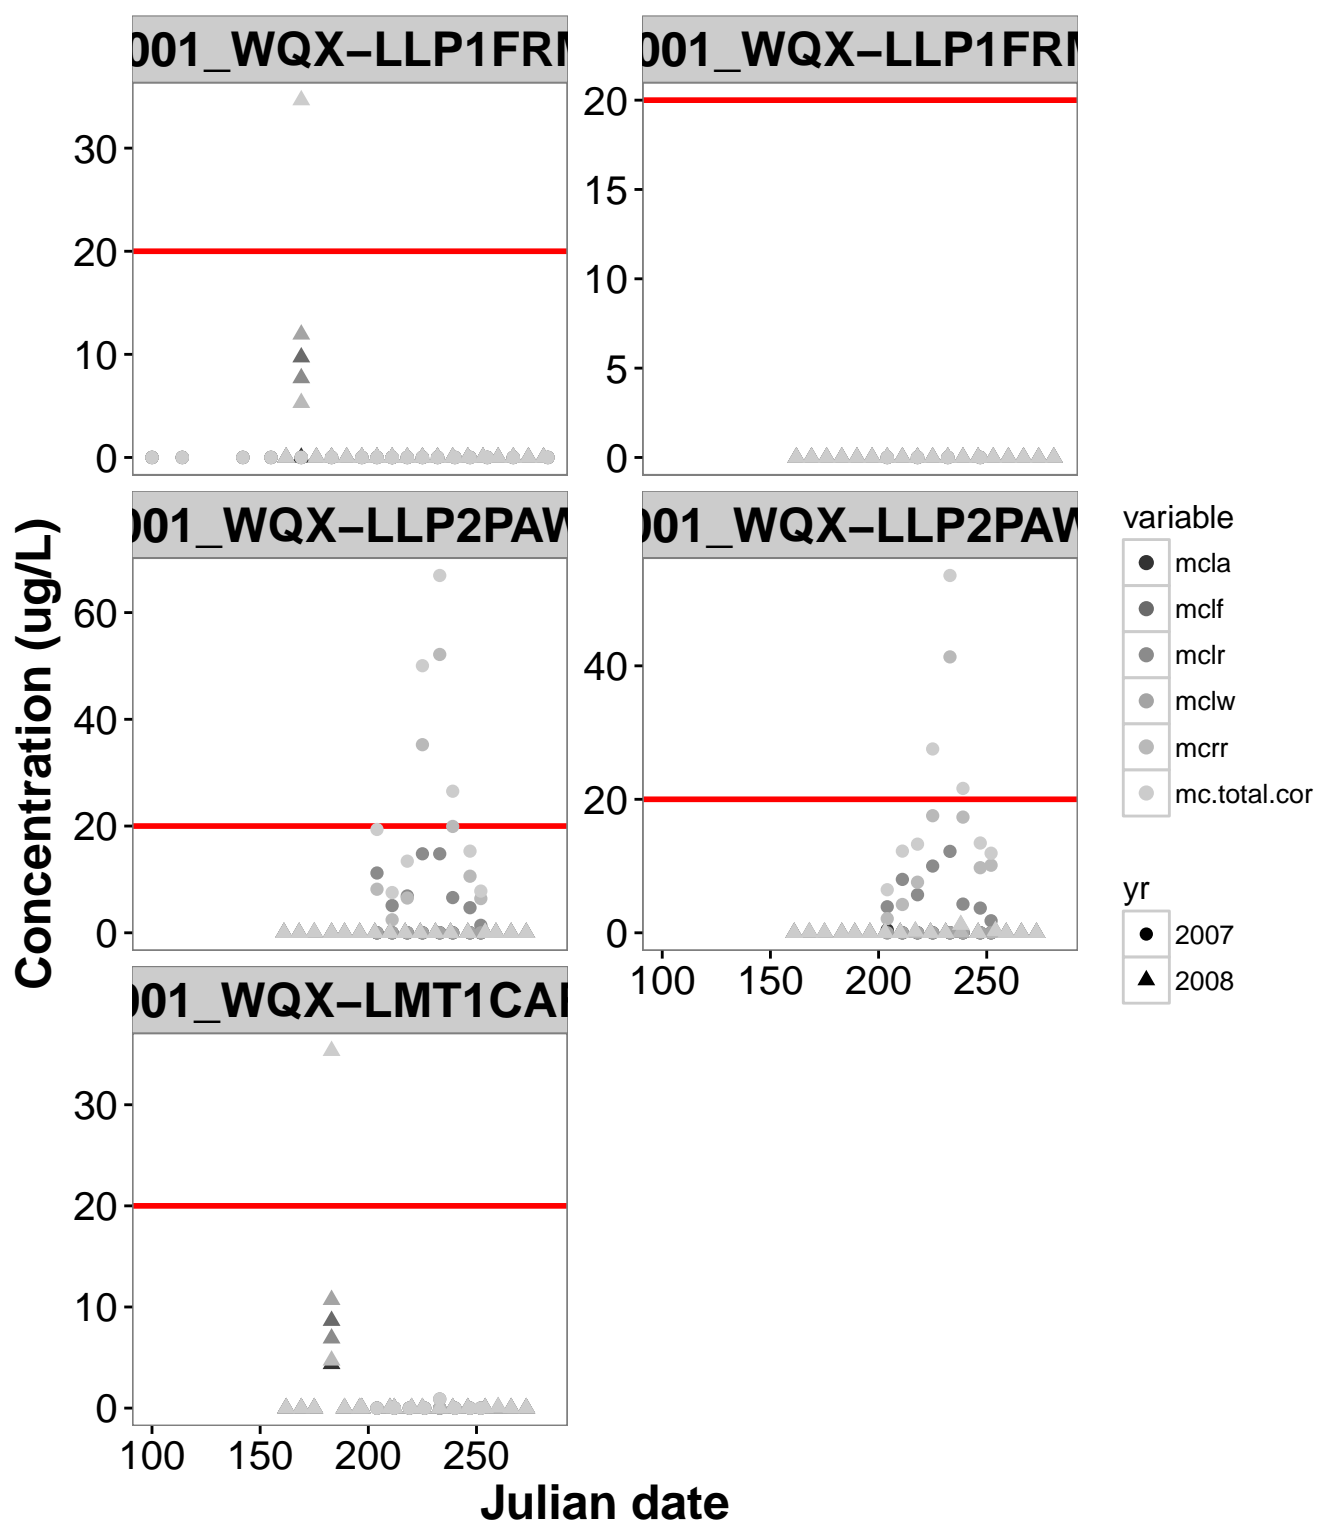 001_WQX−LLP1FRM
001_WQX−LLP1FRM
30
20
10
0
20
15
10
5
0
001_WQX−LLP2PAW
001_WQX−LLP2PAW
60
40
20
0
40
20
0
100 150 200 250
001_WQX−LMT1CA
30
20
10
0
100 150 200 250
Concentration (ug/L)
Julian date
variable
mcla
mclf
mclr
mclw
mcrr
mc.total.cor
yr
2007
2008